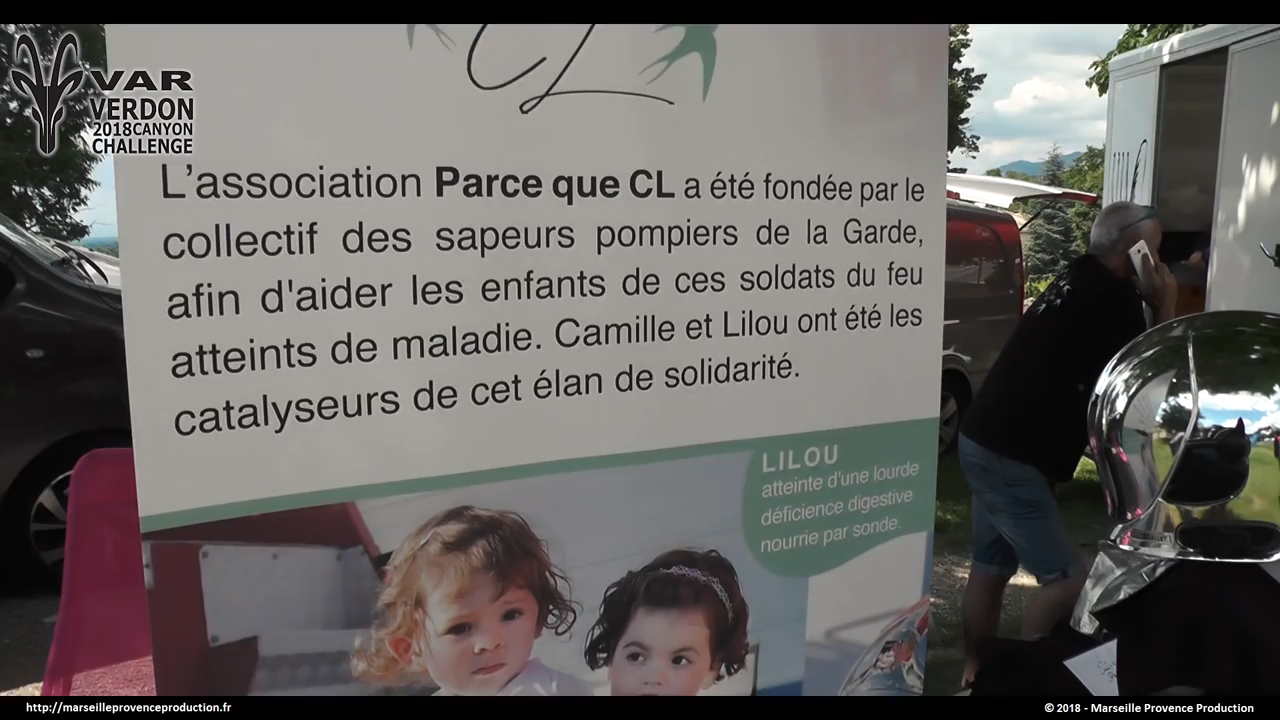 VAR
VERDON
2018CANYON
CHALLENGE
CL
L'association Parce que CL a été fondée par le
collectif des sapeurs pompiers de la Garde,
afin d'aider les enfants de ces soldats du feu
atteints de maladie. Camille et Lilou ont été les
catalyseurs de cet élan de solidarité.
LILOU
atteinte d'une lourde
déficience digestive
nourrie par sonde.
http://marseilleprovenceproduction.fr
© 2018 - Marseille Provence Production